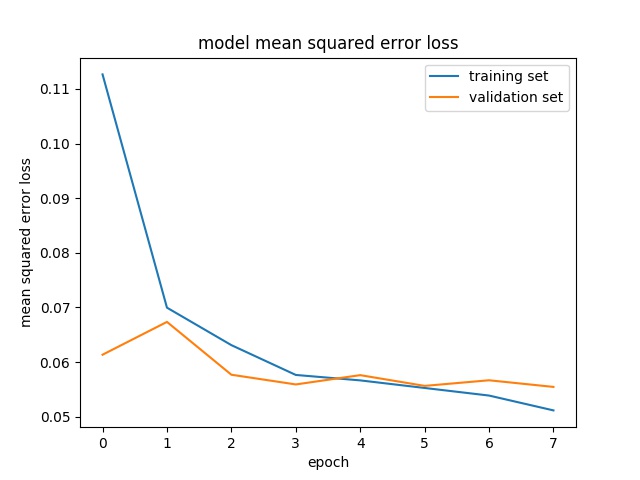 model mean squared error loss
training set
validation set
mean squared error loss
0.11
0.10
0.09
0.08
0.07
0.06
0.05
0 1 2 3 4 5 6 7
epoch